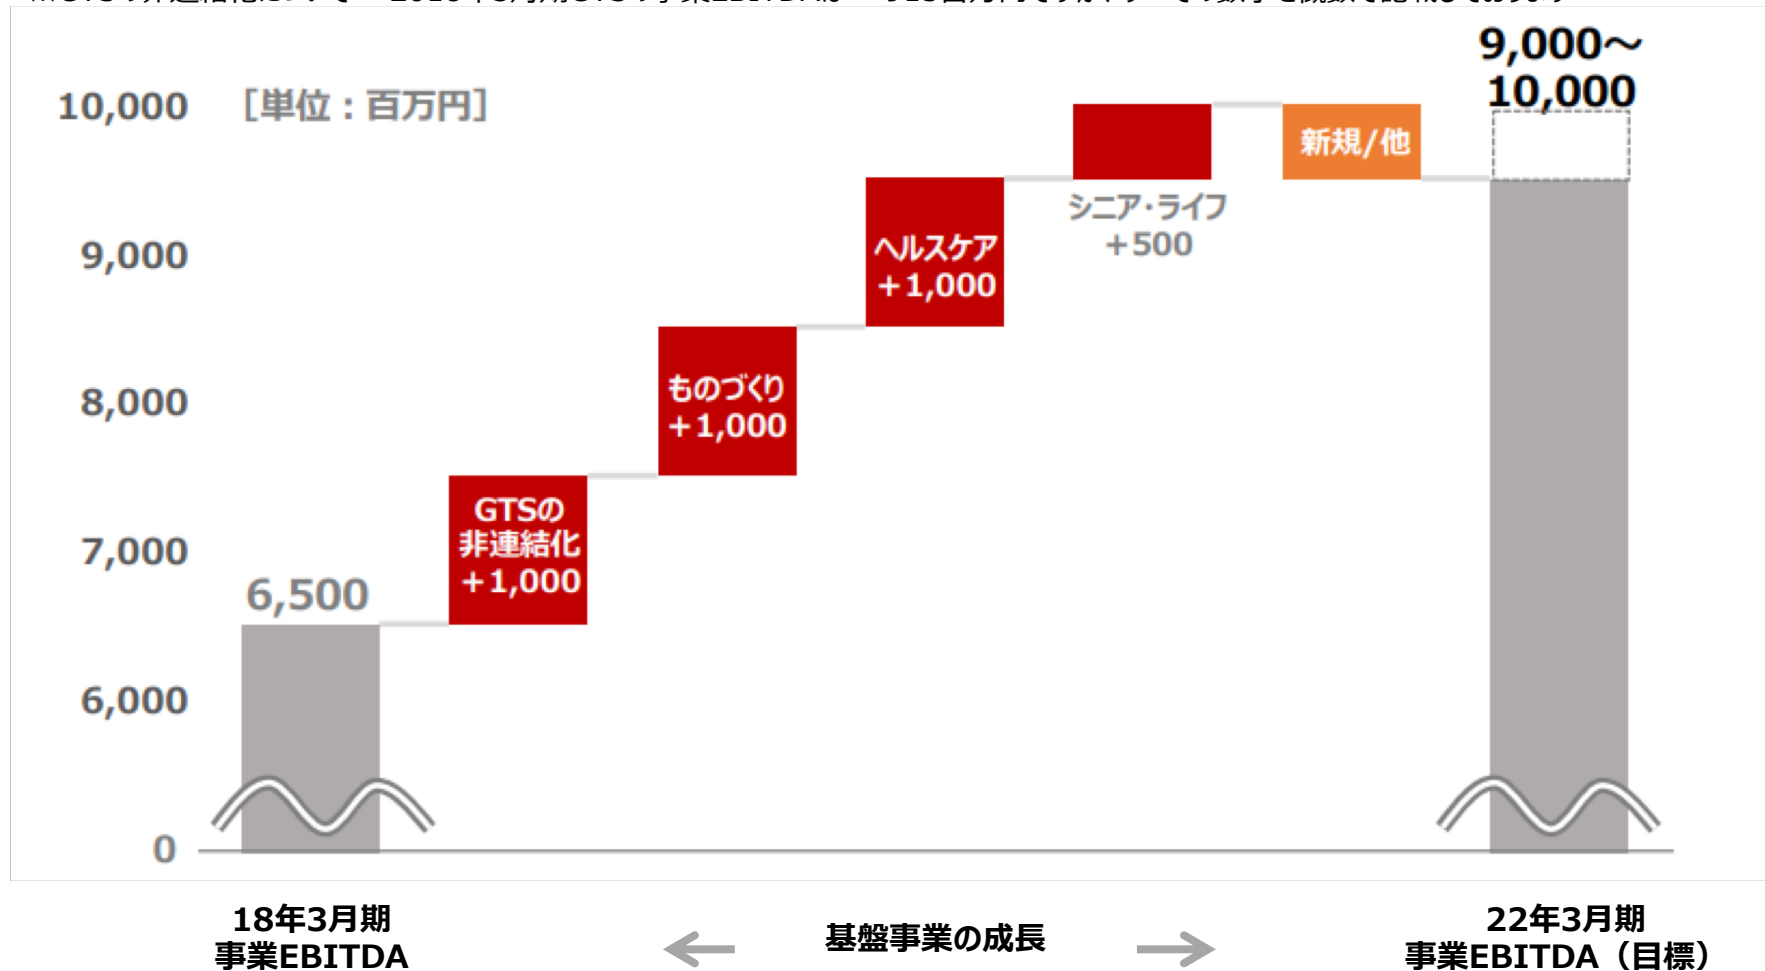 9,000～
10,000
10,000 ［単位：百万円］
新規/他
シニア・ライフ
＋500
9,000
ヘルスケア
＋1,000
8,000
ものづくり
＋1,000
7,000
GTSの
非連結化
＋1,000
6,500
6,000
0
18年3月期
事業EBITDA
基盤事業の成長
22年3月期
事業EBITDA（目標）